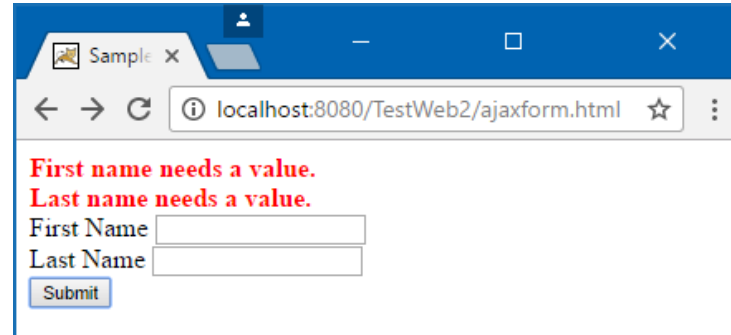 Sample
localhost:8080/TestWeb2/ajaxform.html
First name needs a value.
Last name needs a value.
First Name
Last Name
Submit